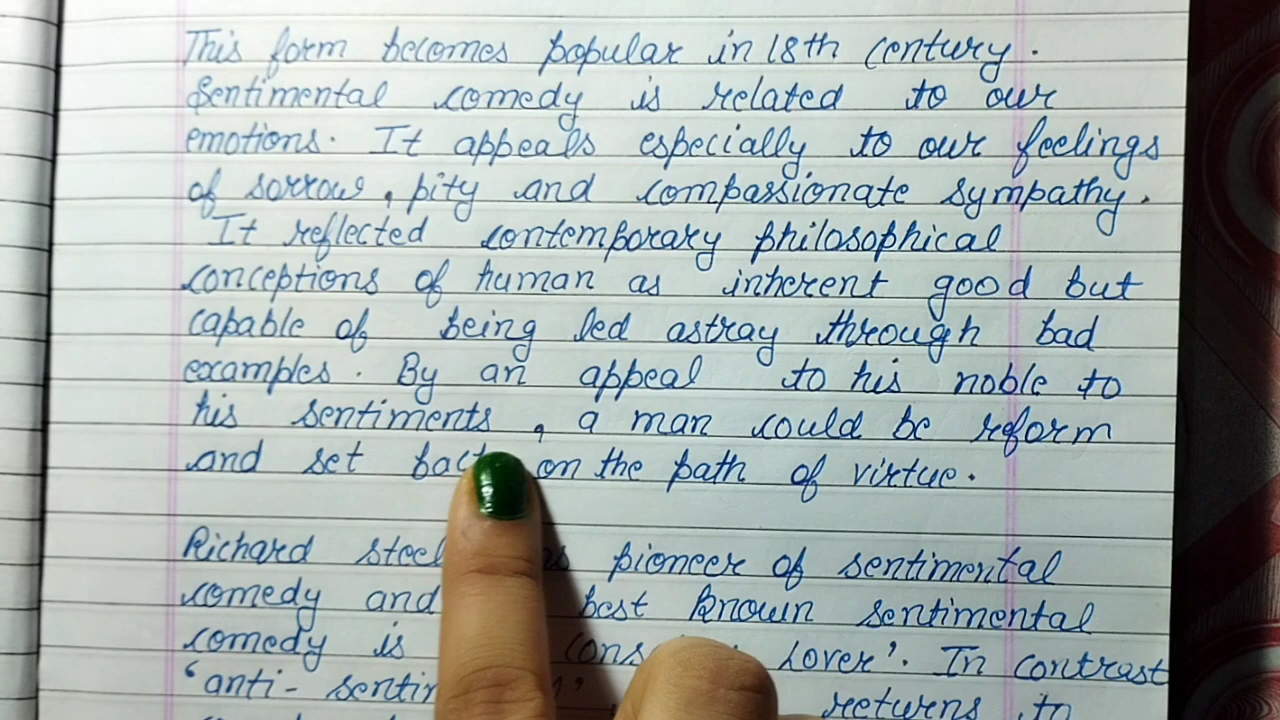 This form becomes popular in 18th century.
Sentimental comedy is related to our
emotions. It appeals especially to our feelings
of sorrow, pity and compassionate sympathy.
It reflected contemporary philosophical
conceptions of human as inherent good but
capable of being led astray through bad
examples. By an appeal to his noble to
his sentiments, a man could be reform
and set on the path of virtue.
Richard pioneer of sentimental
comedy and best known sentimental
comedy is Lover'. In contrast
'anti- returns to